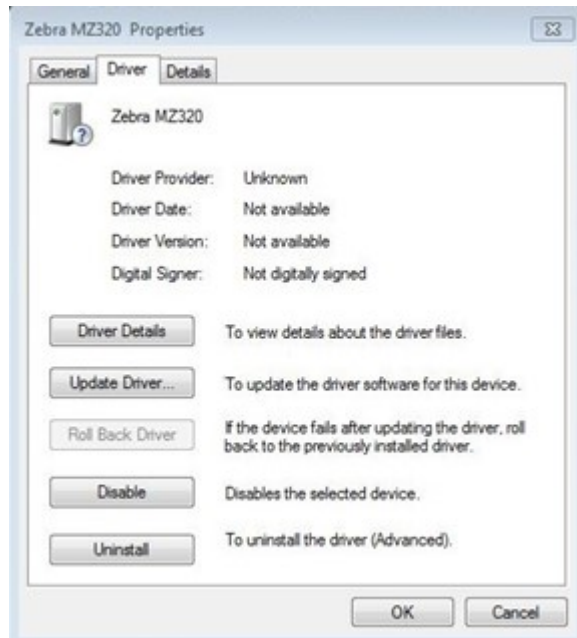 Zebra MZ320 Properties
General Driver Details
Zebra MZ320
Driver Provider: Unknown
Driver Date: Not available
Driver Version: Not available
Digital Signer: Not digitally signed
Driver Details To view details about the driver files.
Update Driver... To update the driver software for this device.
Roll Back Driver If the device fails after updating the driver, roll
back to the previously installed driver.
Disable Disables the selected device.
Uninstall To uninstall the driver (Advanced).
OK Cancel